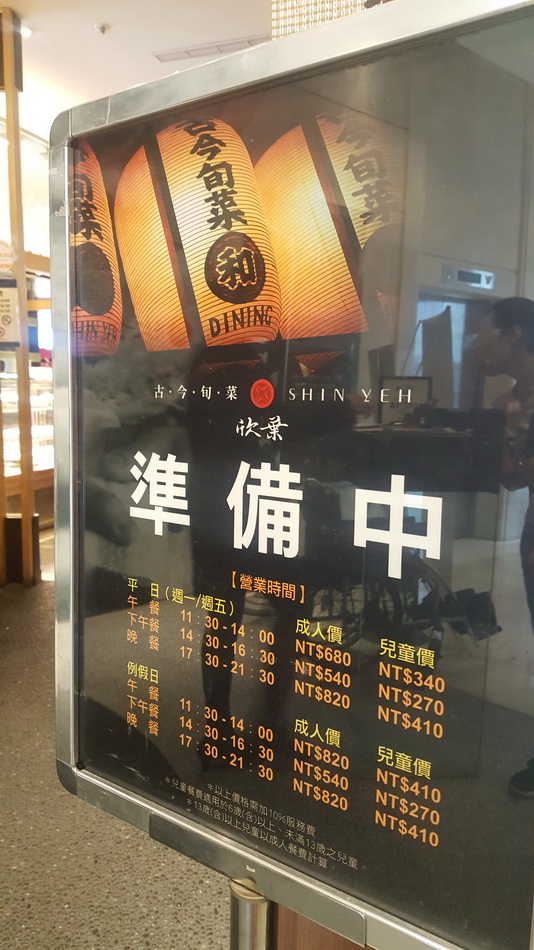 旬菜
SHIN YEH
古今旬菜
和
DINING
古今旬菜
古·今·旬·菜 SHIN YEH
欣葉
準備中
【營業時間】
平 日(週一/週五)
成人價 兒童價
午 餐 11:30-14:00 NT$680 NT$340
下午餐 14:30-16:30 NT$540 NT$270
晚 餐 17:30-21:30 NT$820 NT$410
例假日
成人價 兒童價
午 餐 11:30-14:00 NT$820 NT$410
下午餐 14:30-16:30 NT$540 NT$270
晚 餐 17:30-21:30 NT$820 NT$410
*以上價格需加10%服務費
*兒童餐費適用於6歲(含)以上、未滿13歲之兒童。
*13歲(含)以上兒童以成人餐費計算。